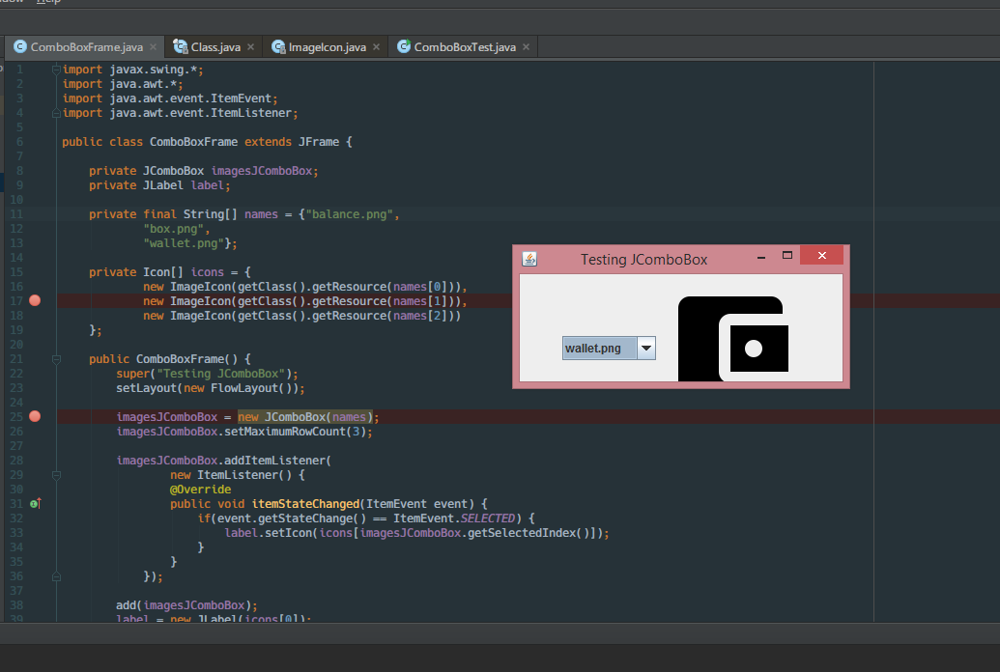 Help
ComboBoxFrame.java Class.java ImageIcon.java ComboBoxTest.java
1 import javax.swing.*;
2 import java.awt.*;
3 import java.awt.event.ItemEvent;
4 import java.awt.event.ItemListener;
5
6 public class ComboBoxFrame extends JFrame {
7
8 private JComboBox imagesJComboBox;
9 private JLabel label;
10
11 private final String[] names = {"balance.png",
12 "box.png",
13 "wallet.png"};
14
15 private Icon[] icons = {
16 new ImageIcon(getClass().getResource(names[0])),
17 new ImageIcon(getClass().getResource(names[1])),
18 new ImageIcon(getClass().getResource(names[2]))
19 };
20
21 public ComboBoxFrame() {
22 super("Testing JComboBox");
23 setLayout(new FlowLayout());
24
25 imagesJComboBox = new JComboBox(names);
26 imagesJComboBox.setMaximumRowCount(3);
27
28 imagesJComboBox.addItemListener(
29 new ItemListener() {
30 @Override
31 public void itemStateChanged(ItemEvent event) {
32 if(event.getStateChange() == ItemEvent.SELECTED) {
33 label.setIcon(icons[imagesJComboBox.getSelectedIndex()]);
34 }
35 }
36 });
37
38 add(imagesJComboBox);
39 label = new JLabel(icons[0]);
Testing JComboBox
wallet.png